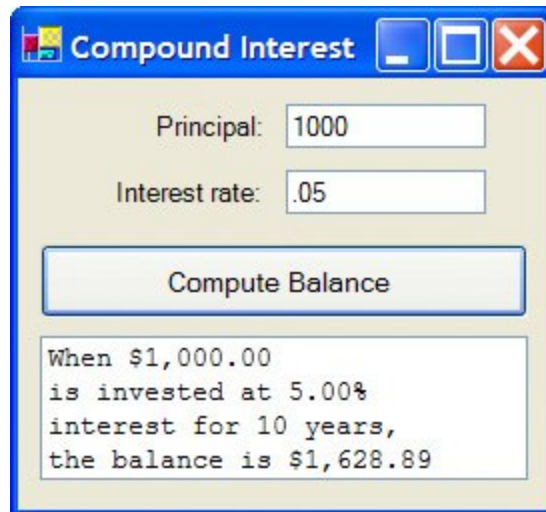 Compound Interest
Principal: 1000
Interest rate: .05
Compute Balance
When $1,000.00
is invested at 5.00%
interest for 10 years,
the balance is $1,628.89